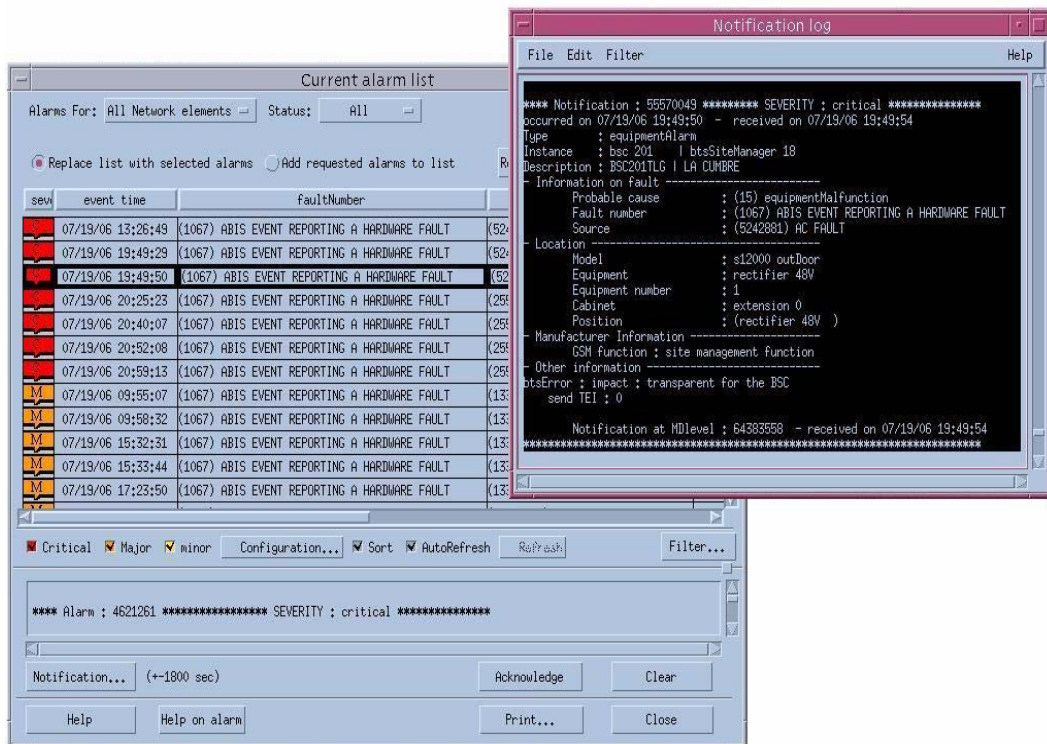 Notification log
File Edit Filter Help
**** Notification : 55570049 ********* SEVERITY : critical ***************
occurred on 07/19/06 19:49:50 - received on 07/19/06 19:49:54
Type : equipmentAlarm
Instance : bsc 201 | btsSiteManager 18
Description : BSC201TLG | LA CUMBRE
- Information on fault -------------------------
Probable cause : (15) equipmentMalfunction
Fault number : (1067) ABIS EVENT REPORTING A HARDWARE FAULT
Source : (5242881) AC FAULT
- Location -------------------------------------
Model : s12000 outDoor
Equipment : rectifier 48V
Equipment number : 1
Cabinet : extension 0
Position : (rectifier 48V )
- Manufacturer Information ---------------------
GSM function : site management function
- Other information ----------------------------
btsError : impact : transparent for the BSC
send TEI : 0
Notification at MDlevel : 64383558 - received on 07/19/06 19:49:54
**************************************************************************
Current alarm list
Alarms For: All Network elements Status: All
Replace list with selected alarms Add requested alarms to list
event time faultNumber
07/19/06 13:26:49 (1067) ABIS EVENT REPORTING A HARDWARE FAULT (524
07/19/06 19:49:29 (1067) ABIS EVENT REPORTING A HARDWARE FAULT (524
07/19/06 19:49:50 (1067) ABIS EVENT REPORTING A HARDWARE FAULT (52
07/19/06 20:25:23 (1067) ABIS EVENT REPORTING A HARDWARE FAULT (255
07/19/06 20:40:07 (1067) ABIS EVENT REPORTING A HARDWARE FAULT (255
07/19/06 20:52:08 (1067) ABIS EVENT REPORTING A HARDWARE FAULT (255
07/19/06 20:59:13 (1067) ABIS EVENT REPORTING A HARDWARE FAULT (255
M 07/19/06 09:55:07 (1067) ABIS EVENT REPORTING A HARDWARE FAULT (133
M 07/19/06 09:58:32 (1067) ABIS EVENT REPORTING A HARDWARE FAULT (133
M 07/19/06 15:32:31 (1067) ABIS EVENT REPORTING A HARDWARE FAULT (133
M 07/19/06 15:33:44 (1067) ABIS EVENT REPORTING A HARDWARE FAULT (133
M 07/19/06 17:23:50 (1067) ABIS EVENT REPORTING A HARDWARE FAULT (133
Critical Major minor Configuration... Sort AutoRefresh Refresh Filter...
**** Alarm : 4621261 ***************** SEVERITY : critical ***************
Notification... (+-1800 sec) Acknowledge Clear
Help Help on alarm Print... Close